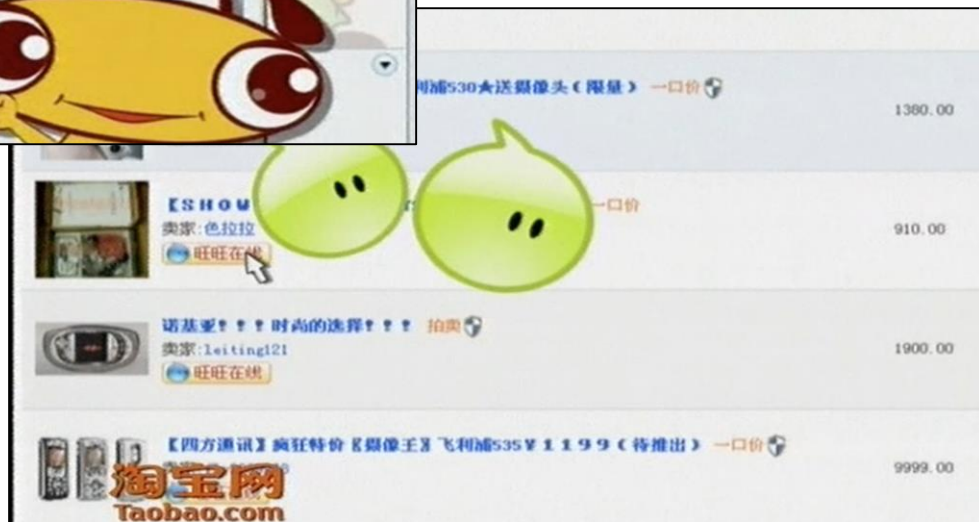 利浦530★送摄像头(限量) 一口价
1380.00
【SHOW
一口价
卖家:色拉拉
910.00
旺旺在线
诺基亚!!!时尚的选择!!! 拍卖
卖家:leiting121
1900.00
旺旺在线
【四方通讯】疯狂特价〖摄像王〗飞利浦535¥1199(待推出) 一口价
9999.00
淘宝网
Taobao.com